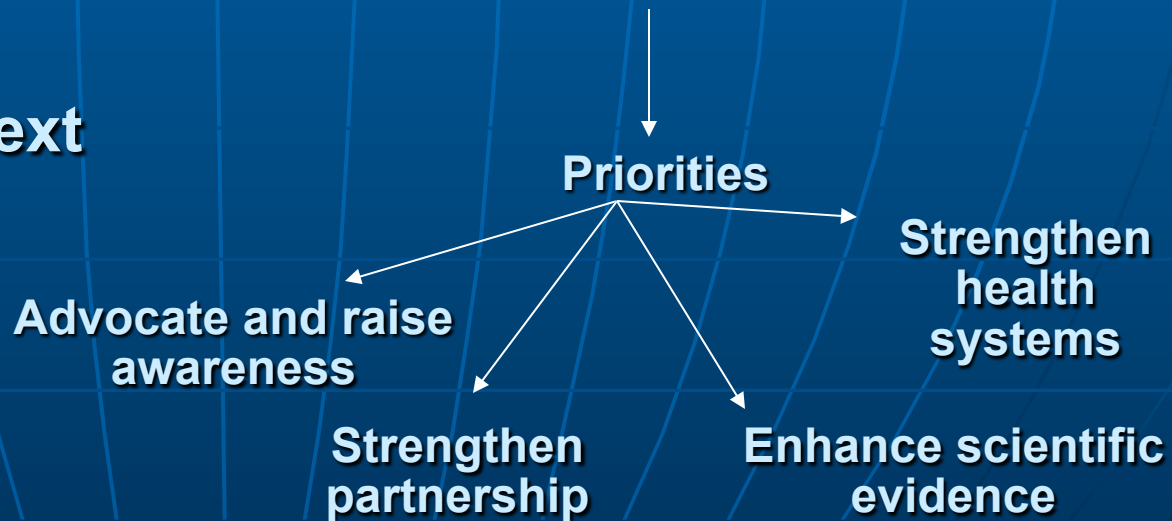 ext
Priorities
Strengthen
health
systems
Advocate and raise
awareness
Strengthen
partnership
Enhance scientific
evidence